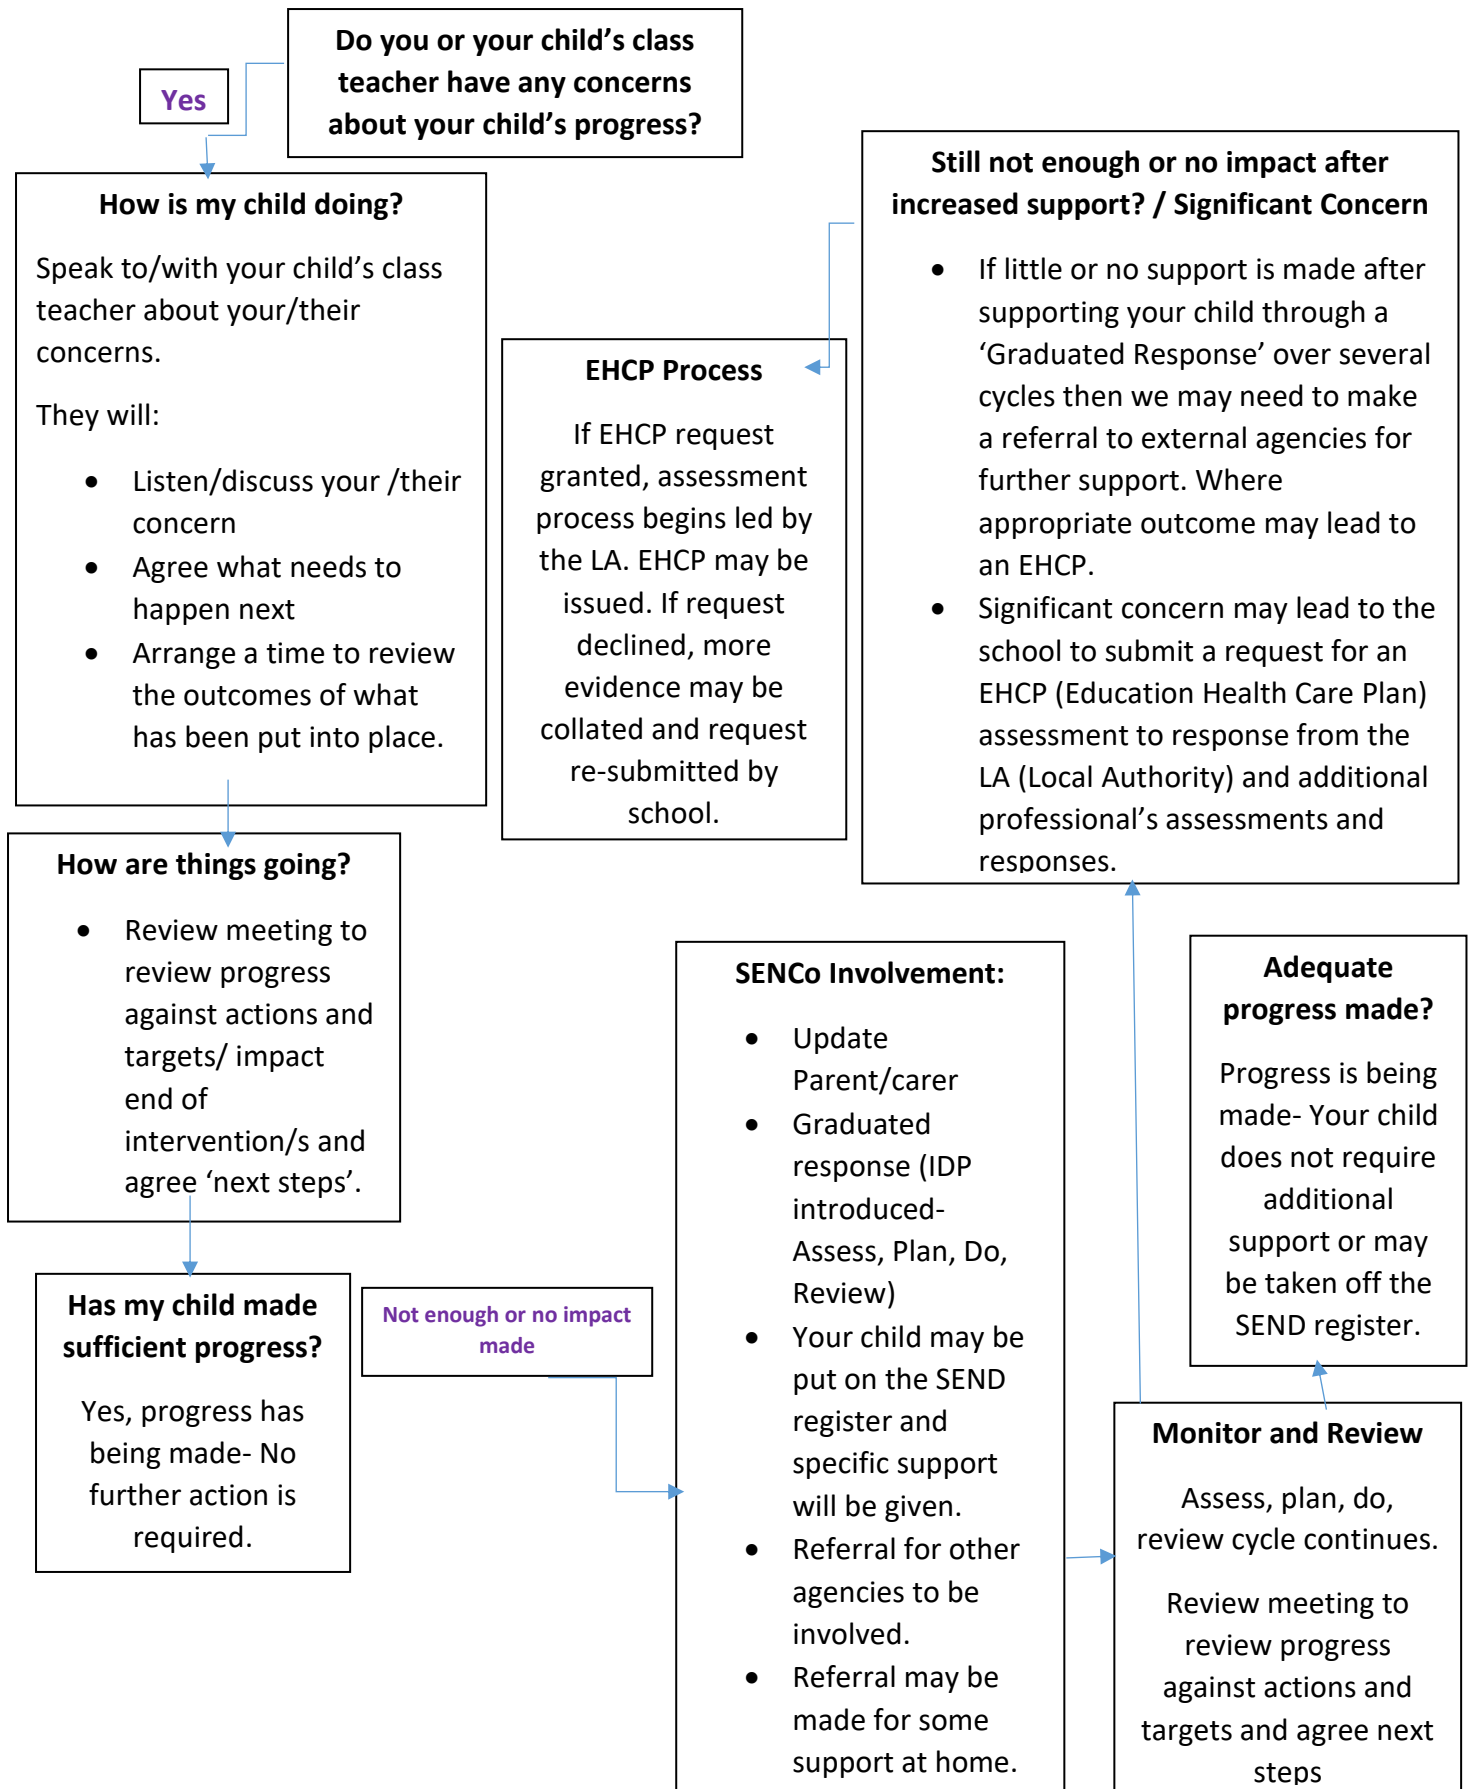 Do you or your child’s class
teacher have any concerns
about your child’s progress?
Yes
How is my child doing?
Speak to/with your child’s class
teacher about your/their
concerns.
They will:
• Listen/discuss your /their
concern
• Agree what needs to
happen next
• Arrange a time to review
the outcomes of what
has been put into place.
How are things going?
• Review meeting to
review progress
against actions and
targets/ impact
end of
intervention/s and
agree ‘next steps’.
Has my child made
sufficient progress?
Yes, progress has
being made- No
further action is
required.
Not enough or no impact
made
SENCo Involvement:
• Update
Parent/carer
• Graduated
response (IDP
introduced-
Assess, Plan, Do,
Review)
• Your child may be
put on the SEND
register and
specific support
will be given.
• Referral for other
agencies to be
involved.
• Referral may be
made for some
support at home.
Monitor and Review
Assess, plan, do,
review cycle continues.
Review meeting to
review progress
against actions and
targets and agree next
steps
Adequate
progress made?
Progress is being
made- Your child
does not require
additional
support or may
be taken off the
SEND register.
Still not enough or no impact after
increased support? / Significant Concern
• If little or no support is made after
supporting your child through a
‘Graduated Response’ over several
cycles then we may need to make
a referral to external agencies for
further support. Where
appropriate outcome may lead to
an EHCP.
• Significant concern may lead to the
school to submit a request for an
EHCP (Education Health Care Plan)
assessment to response from the
LA (Local Authority) and additional
professional’s assessments and
responses.
EHCP Process
If EHCP request
granted, assessment
process begins led by
the LA. EHCP may be
issued. If request
declined, more
evidence may be
collated and request
re-submitted by
school.